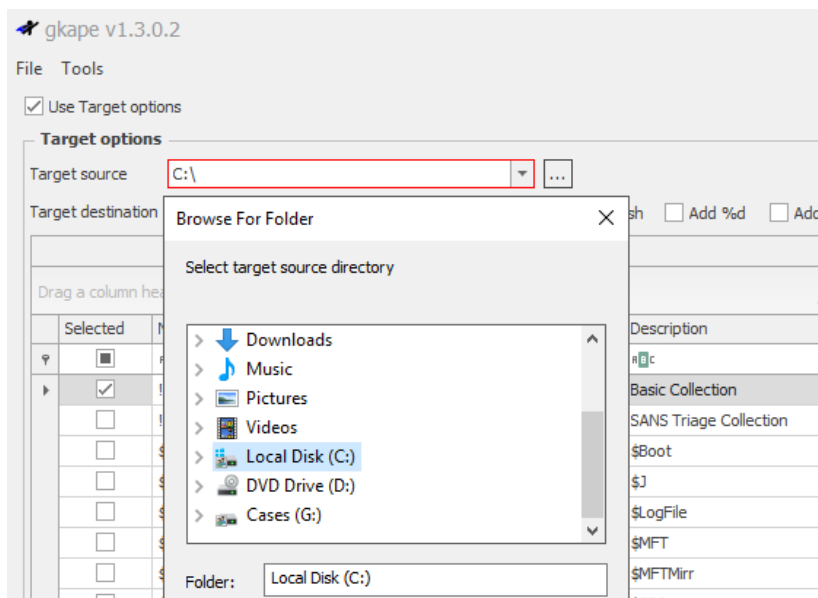 gkape v1.3.0.2
File Tools
Use Target options
Target options
Target source C:\ ...
Target destination sh Add %d Add
Browse For Folder
Select target source directory
Drag a column hea
Selected Description
Downloads
Music
Pictures
Videos
Local Disk (C:)
DVD Drive (D:)
Cases (G:)
Basic Collection
SANS Triage Collection
$Boot
$J
$LogFile
$MFT
$MFTMirr
Folder: Local Disk (C:)